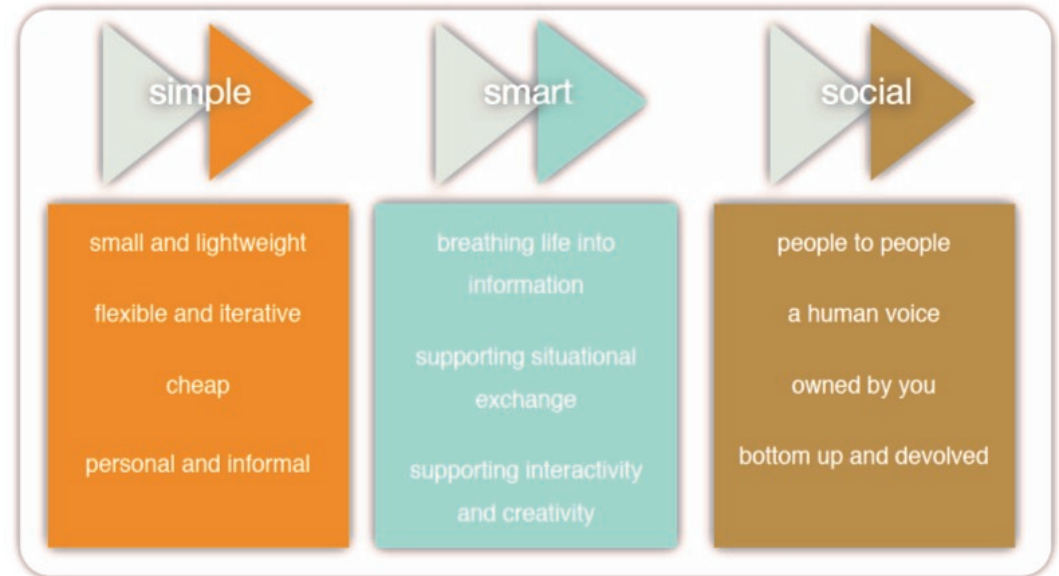 simple
small and lightweight
flexible and iterative
cheap
personal and informal
smart
breathing life into
information
supporting situational
exchange
supporting interactivity
and creativity
social
people to people
a human voice
owned by you
bottom up and devolved